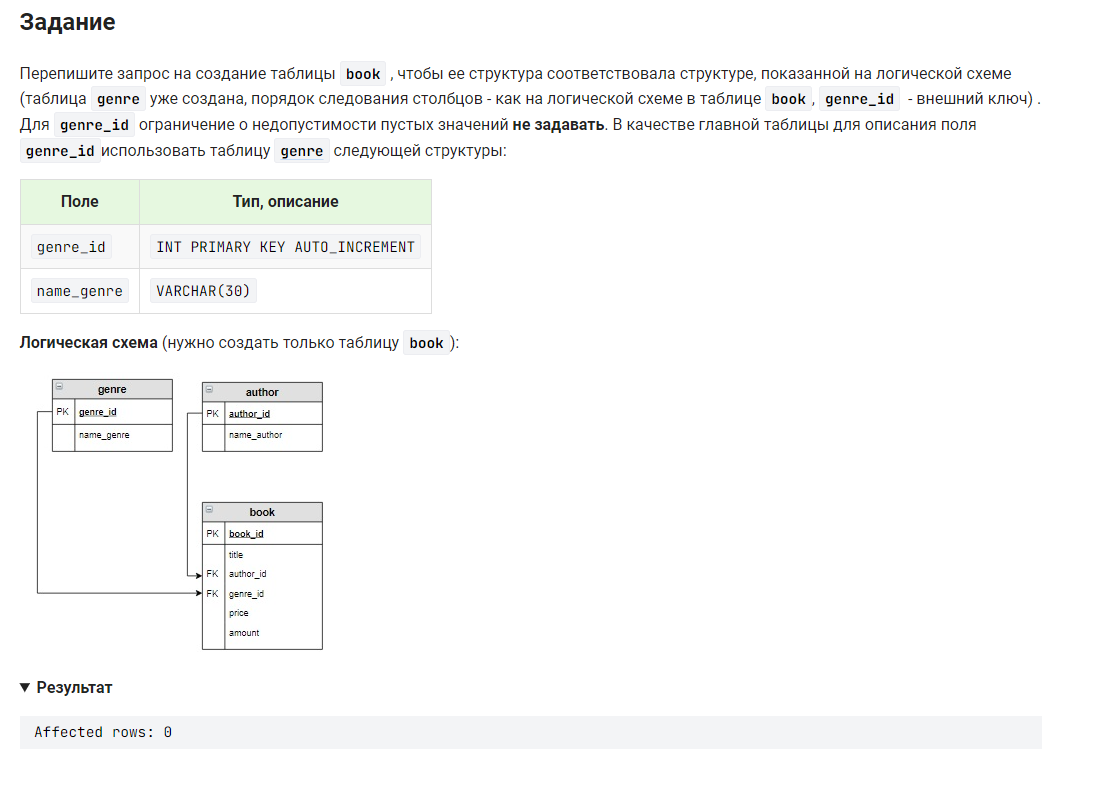 Задание
Перепишите запрос на создание таблицы book , чтобы ее структура соответствовала структуре, показанной на логической схеме
(таблица genre уже создана, порядок следования столбцов - как на логической схеме в таблице book , genre_id - внешний ключ) .
Для genre_id ограничение о недопустимости пустых значений не задавать. В качестве главной таблицы для описания поля
genre_id использовать таблицу genre следующей структуры:
Поле Тип, описание
genre_id INT PRIMARY KEY AUTO_INCREMENT
name_genre VARCHAR(30)
Логическая схема (нужно создать только таблицу book ):
genre
PK genre_id
name_genre
author
PK author_id
name_author
book
PK book_id
title
FK author_id
FK genre_id
price
amount
▼ Результат
Affected rows: 0